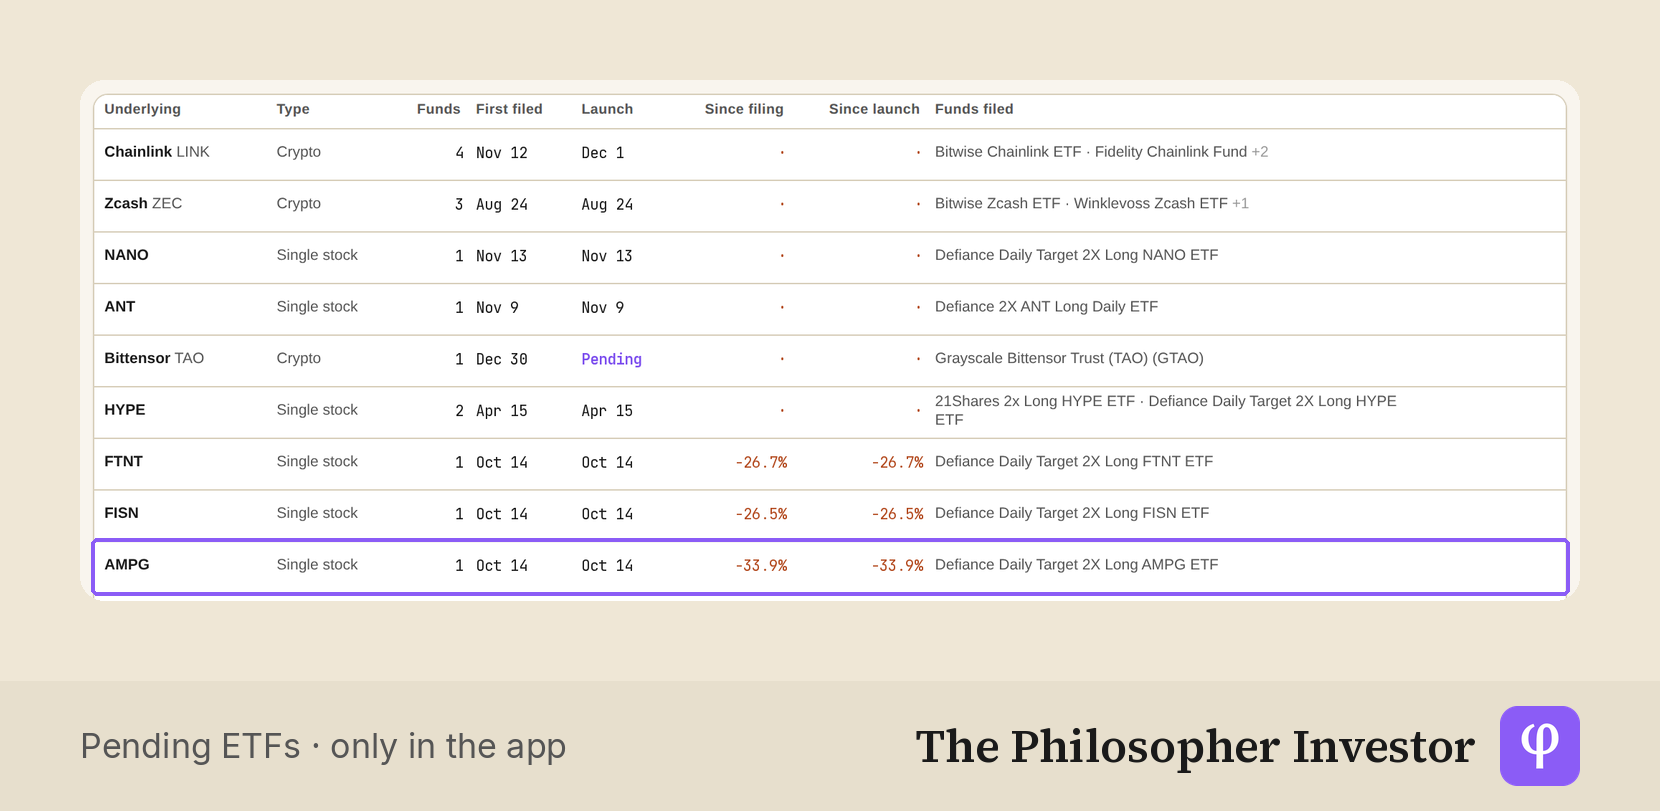 Underlying Type Funds First filed Launch Since filing Since launch Funds filed
Chainlink LINK Crypto 4 Nov 12 Dec 1 · · Bitwise Chainlink ETF · Fidelity Chainlink Fund +2
Zcash ZEC Crypto 3 Aug 24 Aug 24 · · Bitwise Zcash ETF · Winklevoss Zcash ETF +1
NANO Single stock 1 Nov 13 Nov 13 · · Defiance Daily Target 2X Long NANO ETF
ANT Single stock 1 Nov 9 Nov 9 · · Defiance 2X ANT Long Daily ETF
Bittensor TAO Crypto 1 Dec 30 Pending · · Grayscale Bittensor Trust (TAO) (GTAO)
HYPE Single stock 2 Apr 15 Apr 15 · · 21Shares 2x Long HYPE ETF · Defiance Daily Target 2X Long HYPE
ETF
FTNT Single stock 1 Oct 14 Oct 14 -26.7% -26.7% Defiance Daily Target 2X Long FTNT ETF
FISN Single stock 1 Oct 14 Oct 14 -26.5% -26.5% Defiance Daily Target 2X Long FISN ETF
AMPG Single stock 1 Oct 14 Oct 14 -33.9% -33.9% Defiance Daily Target 2X Long AMPG ETF
Pending ETFs · only in the app
The Philosopher Investor φ